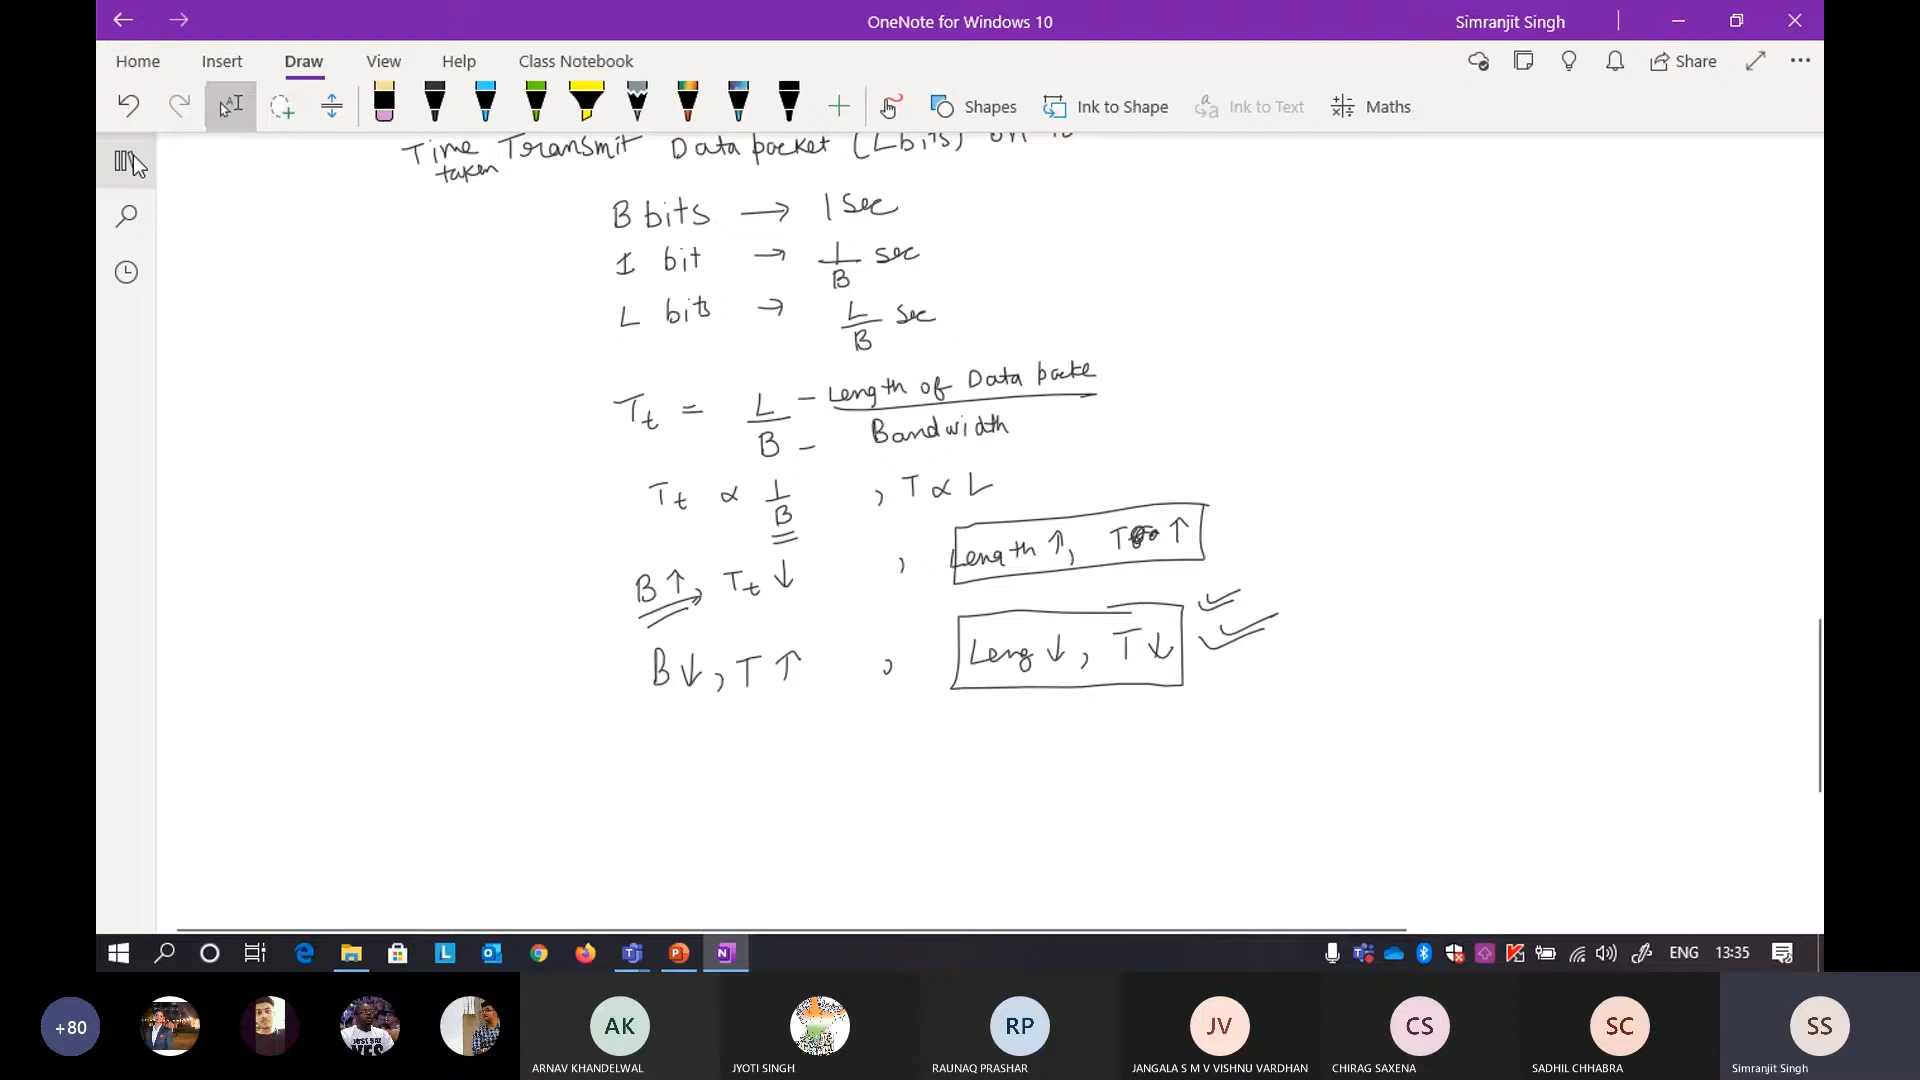 OneNote for Windows 10
Simranjit Singh
Home Insert Draw View Help Class Notebook
Share
Shapes Ink to Shape Ink to Text Maths
Time Transmit Data packet (L bits) on
taken
B bits → 1 sec
1 bit → 1/B sec
L bits → L/B sec
Tt = L/B - Length of Data packe / Bandwidth
Tt ∝ 1/B , T ∝ L
B ↑, Tt ↓ , Length ↑, T ↑
B ↓, T ↑ , Leng ↓, T ↓
ENG 13:35
+80
AK RP JV CS SC SS
ARNAV KHANDELWAL JYOTI SINGH RAUNAQ PRASHAR JANGALA S M V VISHNU VARDHAN CHIRAG SAXENA SADHIL CHHABRA Simranjit Singh